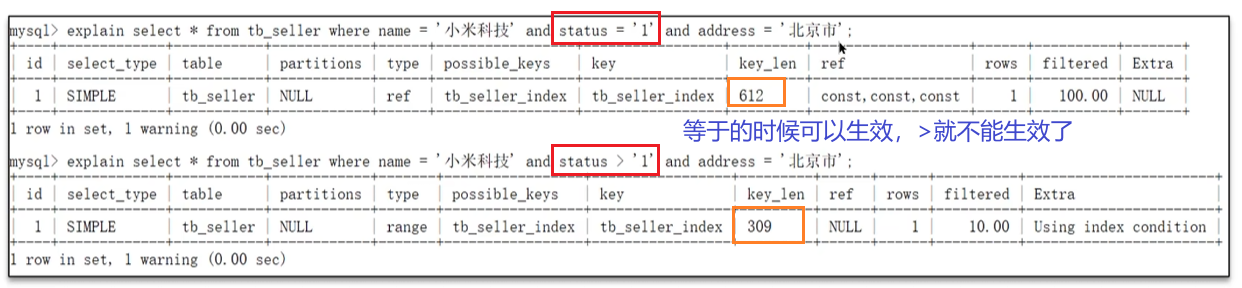 mysql> explain select * from tb_seller where name = '小米科技' and status = '1' and address = '北京市';
| id | select_type | table | partitions | type | possible_keys | key | key_len | ref | rows | filtered | Extra |
| 1 | SIMPLE | tb_seller | NULL | ref | tb_seller_index | tb_seller_index | 612 | const,const,const | 1 | 100.00 | NULL |
1 row in set, 1 warning (0.00 sec)
等于的时候可以生效，>就不能生效了
mysql> explain select * from tb_seller where name = '小米科技' and status > '1' and address = '北京市';
| id | select_type | table | partitions | type | possible_keys | key | key_len | ref | rows | filtered | Extra |
| 1 | SIMPLE | tb_seller | NULL | range | tb_seller_index | tb_seller_index | 309 | NULL | 1 | 10.00 | Using index condition |
1 row in set, 1 warning (0.00 sec)